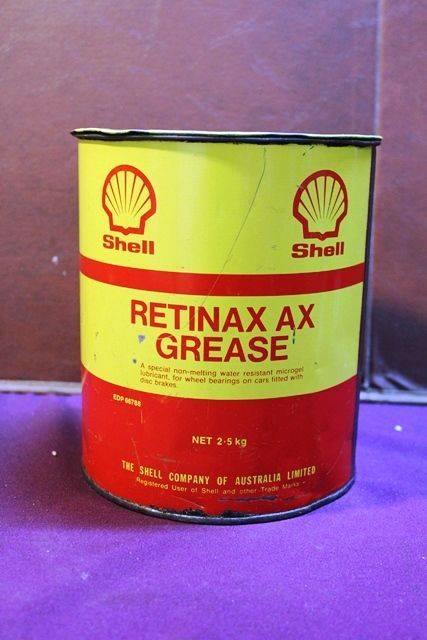 Shell Shell
RETINAX AX
GREASE
A special non-melting water resistant microgel
lubricant, for wheel bearings on cars fitted with
disc brakes.
EDP 66788
NET 2·5 kg
THE SHELL COMPANY OF AUSTRALIA LIMITED
Registered User of Shell and other Trade Marks